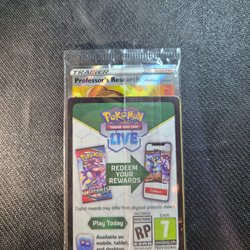 TRAINER
Professor's Research
POKÉMON
TRADING CARD GAME
LIVE
REDEEM
YOUR
REWARDS
Digital rewards may differ from physical products shown.
Play Today
Available on
mobile, tablet,
and desktop
RP
7